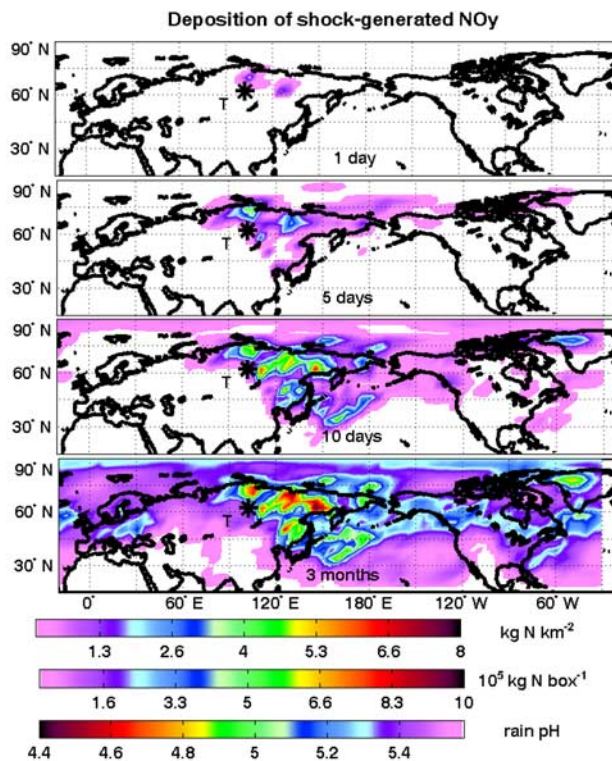 Deposition of shock-generated NOy
90° N
60° N
30° N
T
1 day
90° N
60° N
30° N
T
5 days
90° N
60° N
30° N
T
10 days
90° N
60° N
30° N
T
3 months
0° 60° E 120° E 180° W 120° W 60° W
kg N km-2
1.3 2.6 4 5.3 6.6 8
10⁵ kg N box-1
1.6 3.3 5 6.6 8.3 10
rain pH
4.4 4.6 4.8 5 5.2 5.4